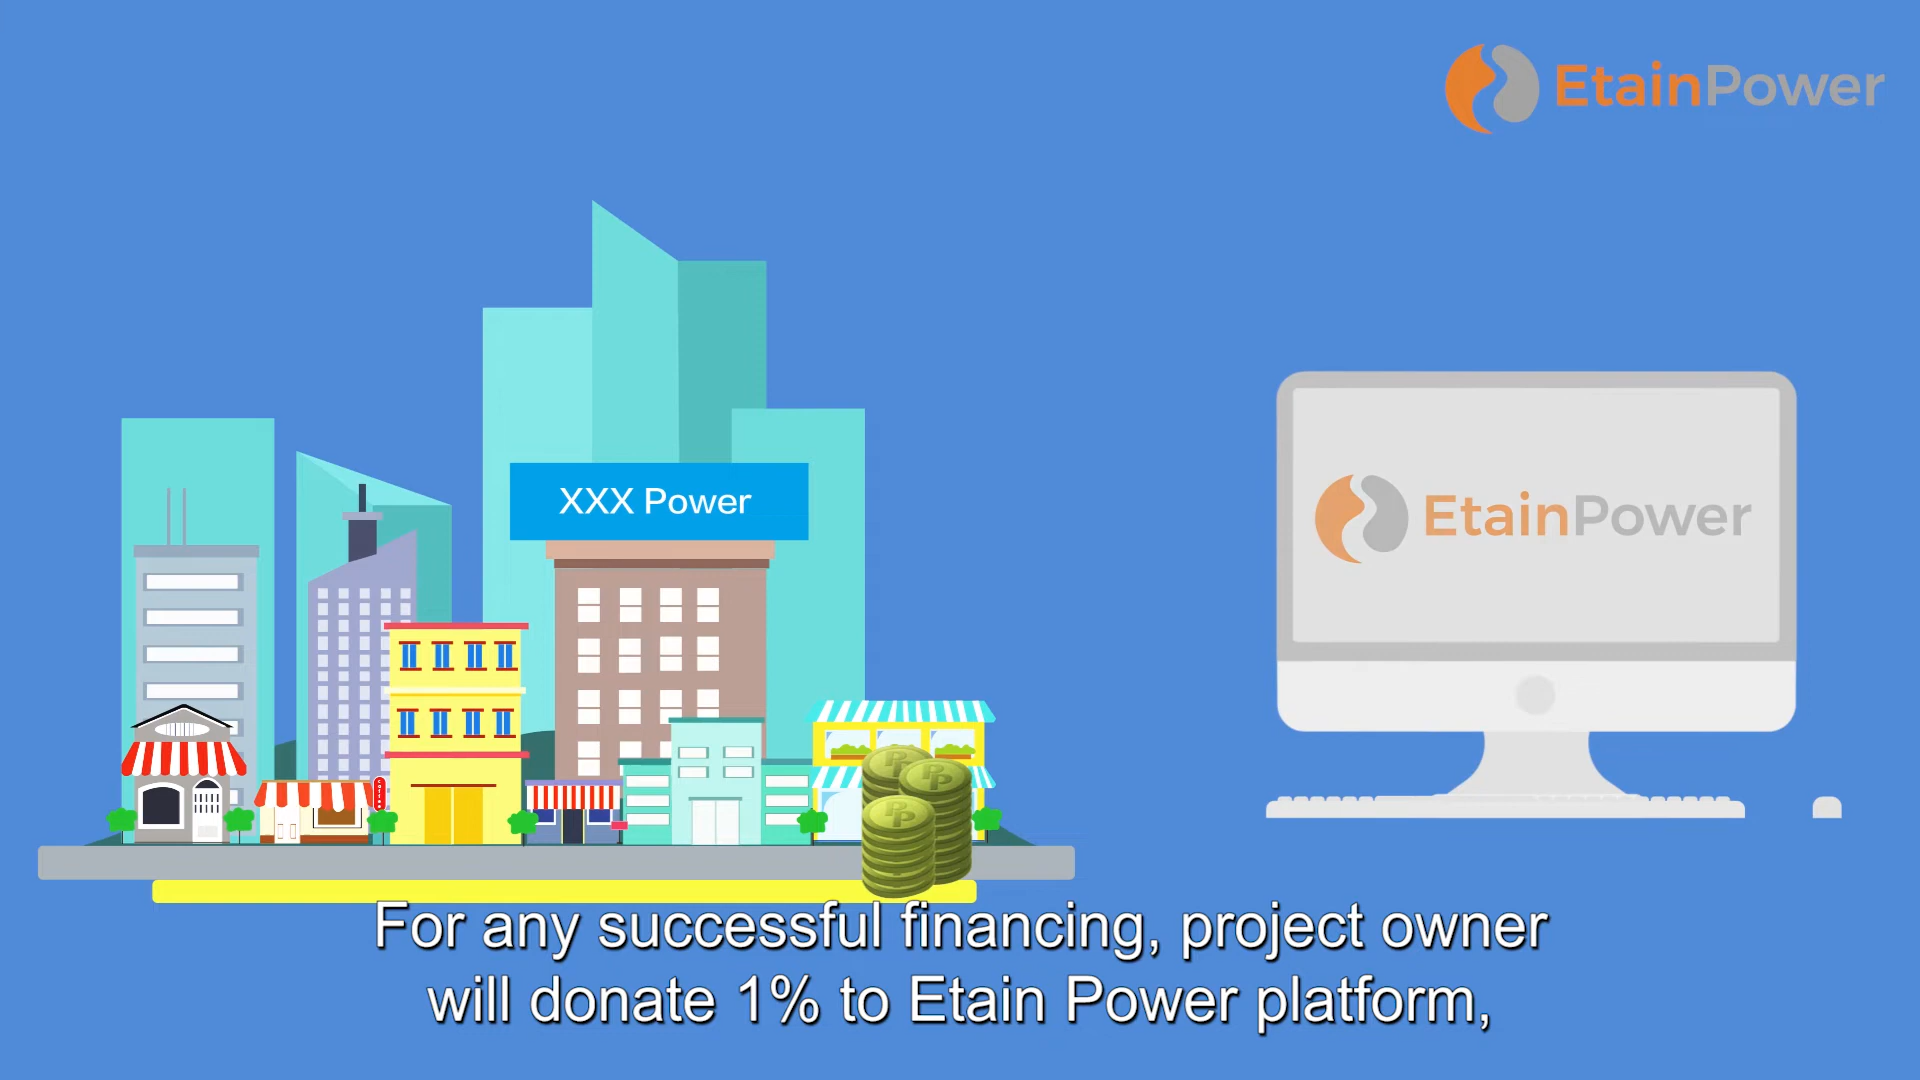 EtainPower
XXX Power
EtainPower
For any successful financing, project owner
will donate 1% to Etain Power platform,